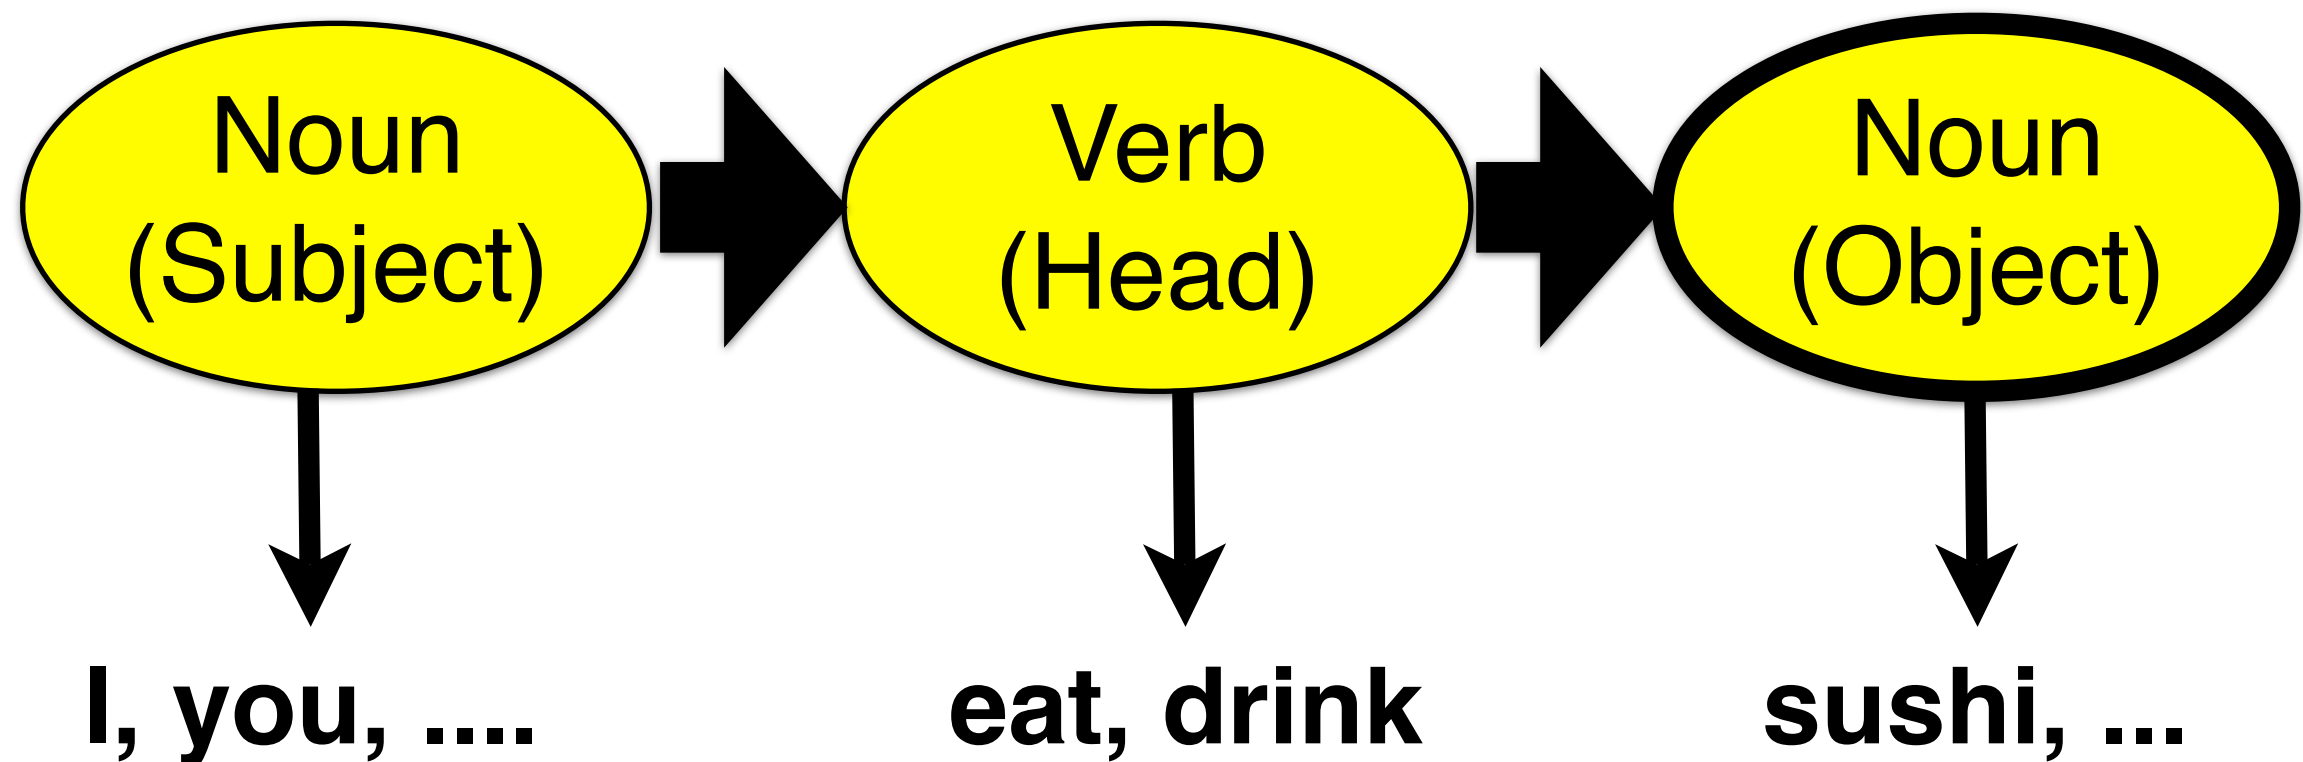 Noun
(Subject)
Verb
(Head)
Noun
(Object)
I, you, ....
eat, drink
sushi, ...